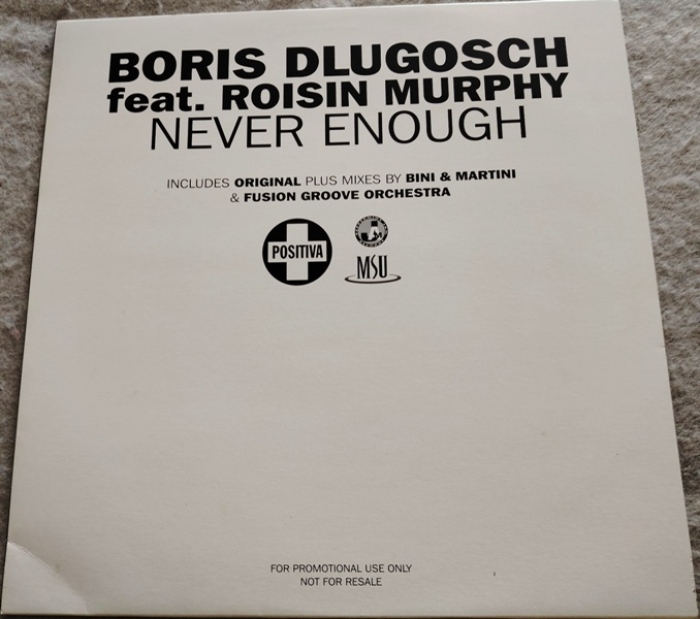 BORIS DLUGOSCH
feat. ROISIN MURPHY
NEVER ENOUGH
INCLUDES ORIGINAL PLUS MIXES BY BINI & MARTINI
& FUSION GROOVE ORCHESTRA
POSITIVA
MSU
FOR PROMOTIONAL USE ONLY
NOT FOR RESALE